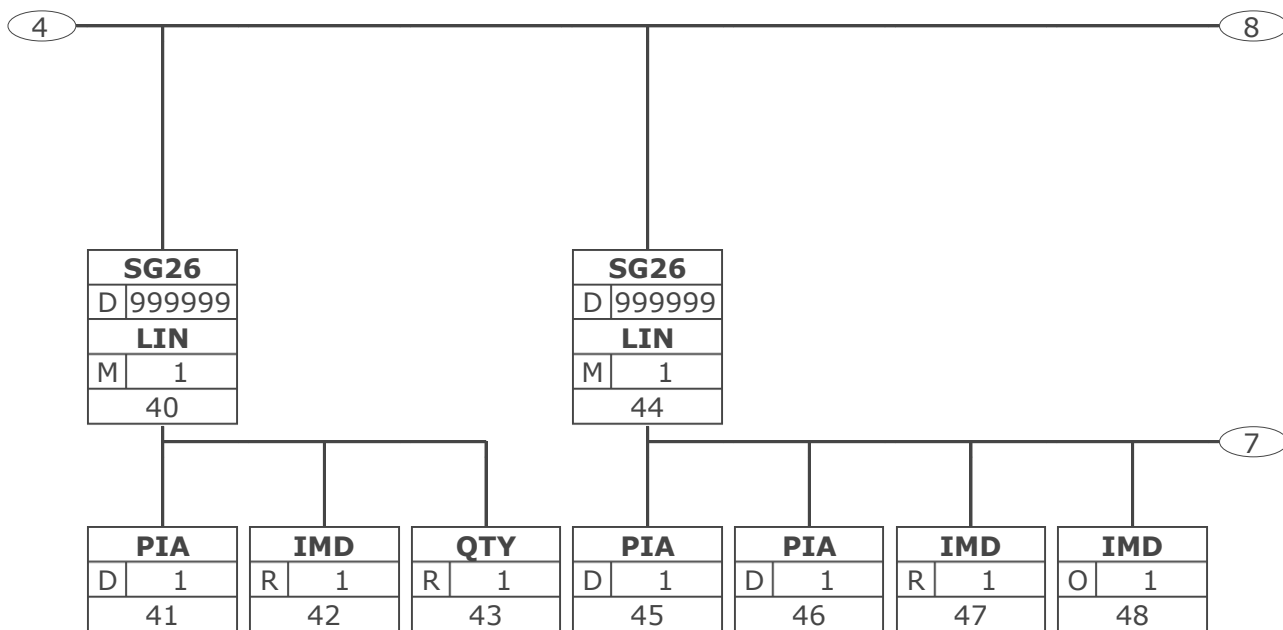 4
8
SG26
D 999999
LIN
M 1
40
SG26
D 999999
LIN
M 1
44
7
PIA
D 1
41
IMD
R 1
42
QTY
R 1
43
PIA
D 1
45
PIA
D 1
46
IMD
R 1
47
IMD
O 1
48